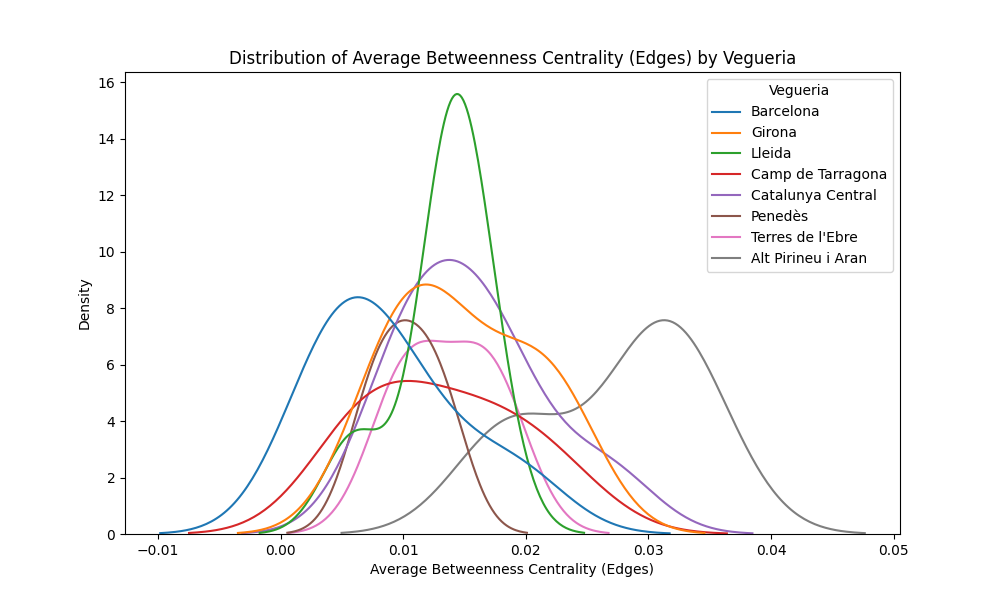 Distribution of Average Betweenness Centrality (Edges) by Vegueria
16
14
12
10
8
6
4
2
0
Density
Vegueria
Barcelona
Girona
Lleida
Camp de Tarragona
Catalunya Central
Penedès
Terres de l'Ebre
Alt Pirineu i Aran
−0.01 0.00 0.01 0.02 0.03 0.04 0.05
Average Betweenness Centrality (Edges)